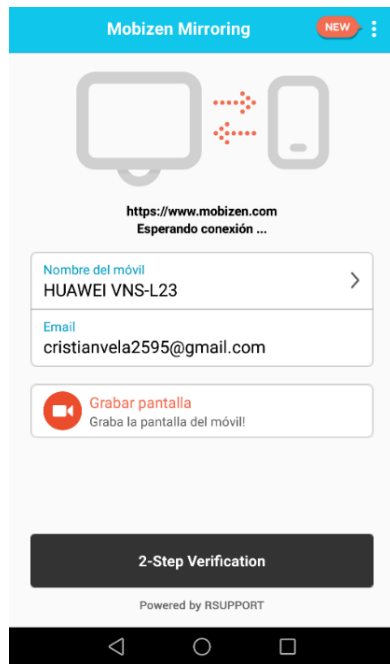 Mobizen Mirroring
NEW
https://www.mobizen.com
Esperando conexión ...
Nombre del móvil
HUAWEI VNS-L23
Email
cristianvela2595@gmail.com
Grabar pantalla
Graba la pantalla del móvil!
2-Step Verification
Powered by RSUPPORT